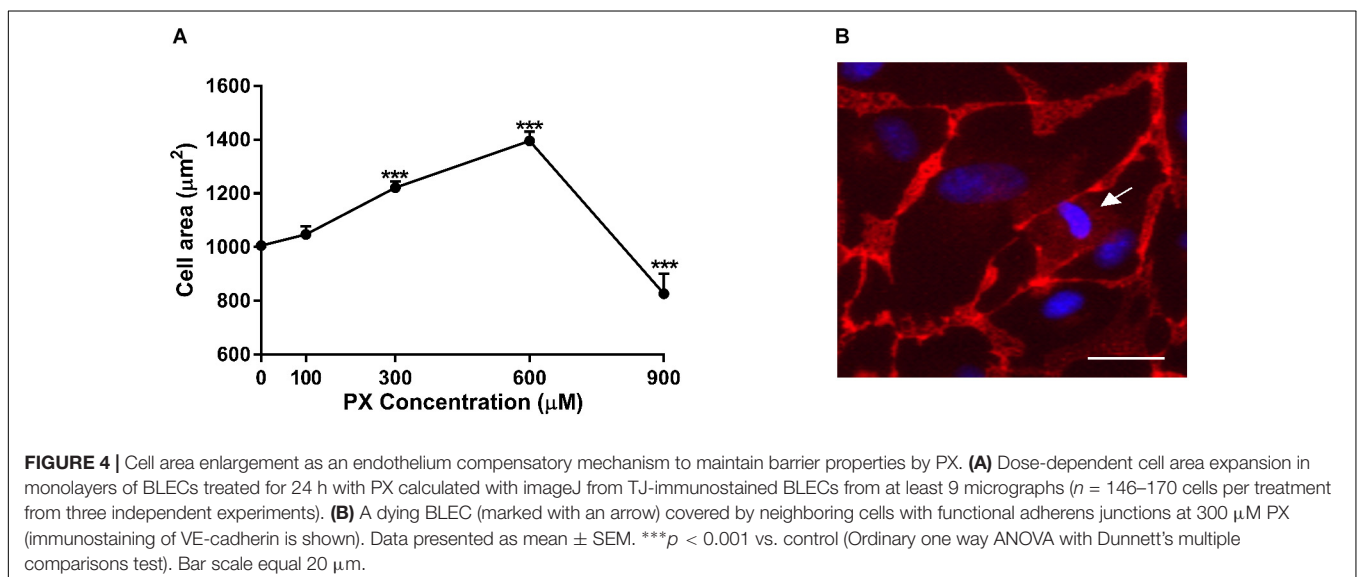 A
B
1600
1400
1200
1000
800
600
Cell area (μm²)
***
***
***
0 100 300 600 900
PX Concentration (μM)
FIGURE 4 | Cell area enlargement as an endothelium compensatory mechanism to maintain barrier properties by PX. (A) Dose-dependent cell area expansion in
monolayers of BLECs treated for 24 h with PX calculated with imageJ from TJ-immunostained BLECs from at least 9 micrographs (n = 146–170 cells per treatment
from three independent experiments). (B) A dying BLEC (marked with an arrow) covered by neighboring cells with functional adherens junctions at 300 μM PX
(immunostaining of VE-cadherin is shown). Data presented as mean ± SEM. ***p < 0.001 vs. control (Ordinary one way ANOVA with Dunnett's multiple
comparisons test). Bar scale equal 20 μm.